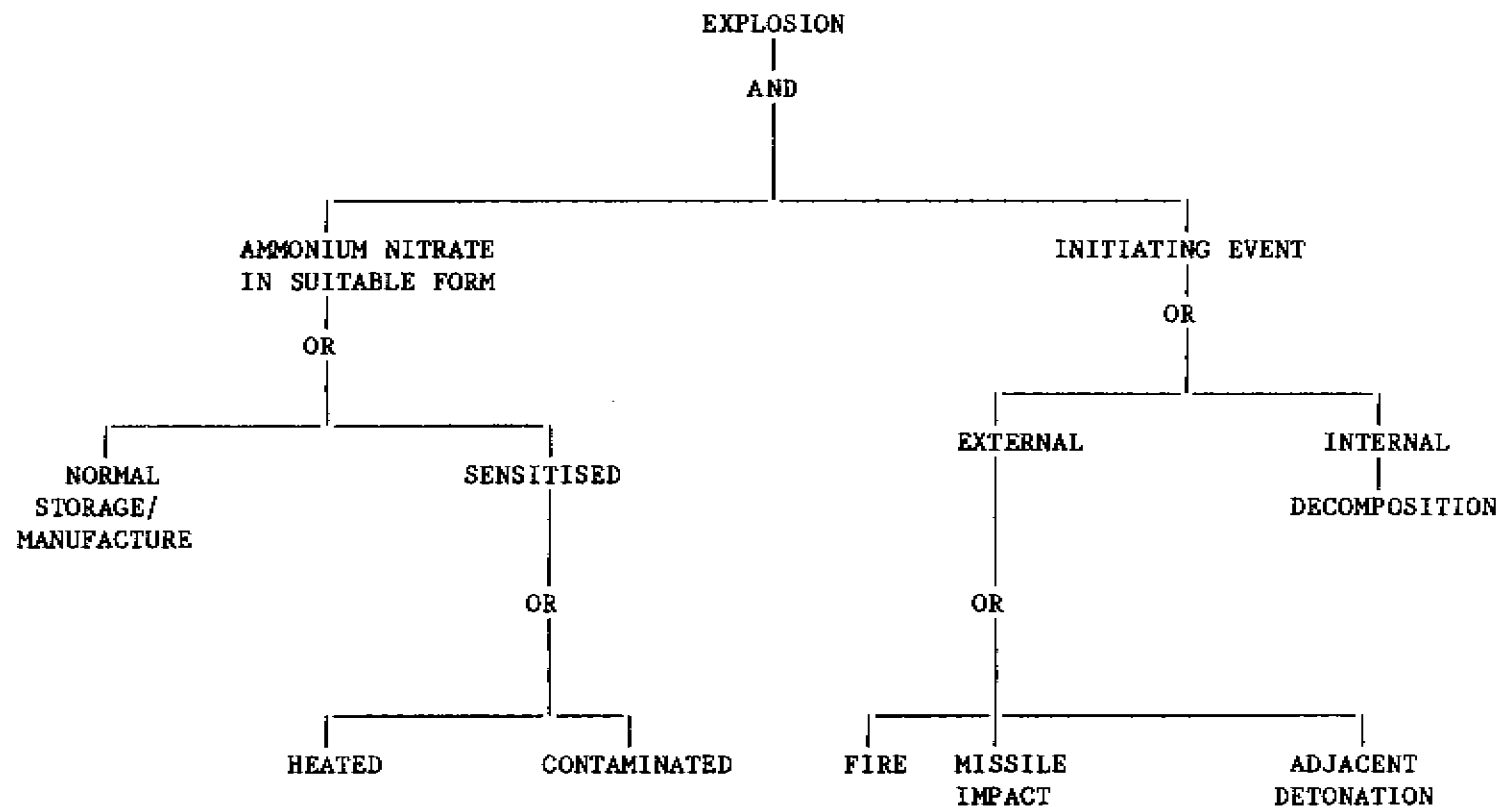 EXPLOSION
AND
AMMONIUM NITRATE
IN SUITABLE FORM
INITIATING EVENT
OR
OR
NORMAL
STORAGE/
MANUFACTURE
SENSITISED
EXTERNAL
INTERNAL
DECOMPOSITION
OR
OR
HEATED
CONTAMINATED
FIRE
MISSILE
IMPACT
ADJACENT
DETONATION